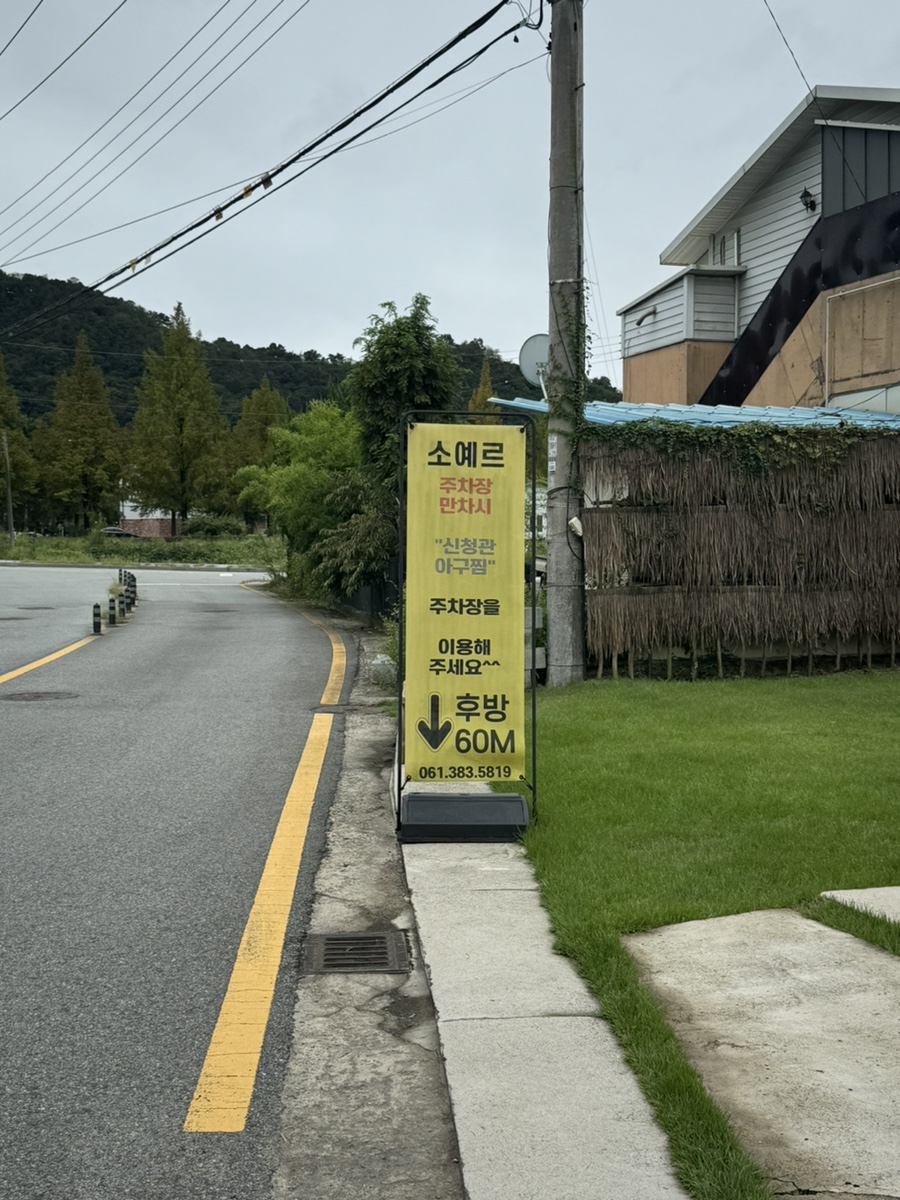 소예르
주차장
만차시
"신청관
아구찜"
주차장을
이용해
주세요^^
후방
60M
061.383.5819